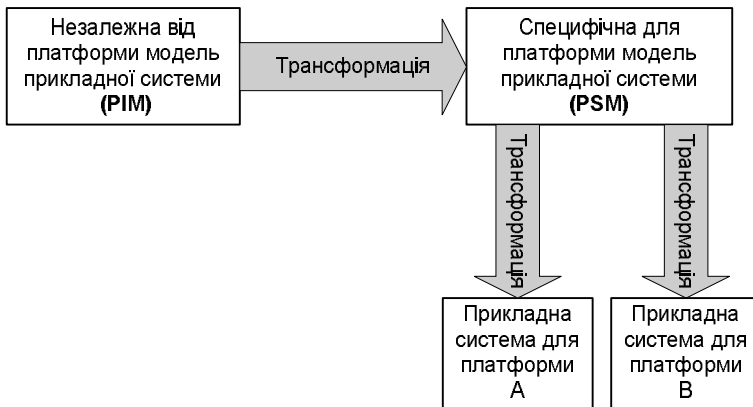 Незалежна від
платформи модель
прикладної системи
(PIM)
Трансформація
Специфічна для
платформи модель
прикладної системи
(PSM)
Трансформація
Трансформація
Прикладна
система для
платформи
А
Прикладна
система для
платформи
В